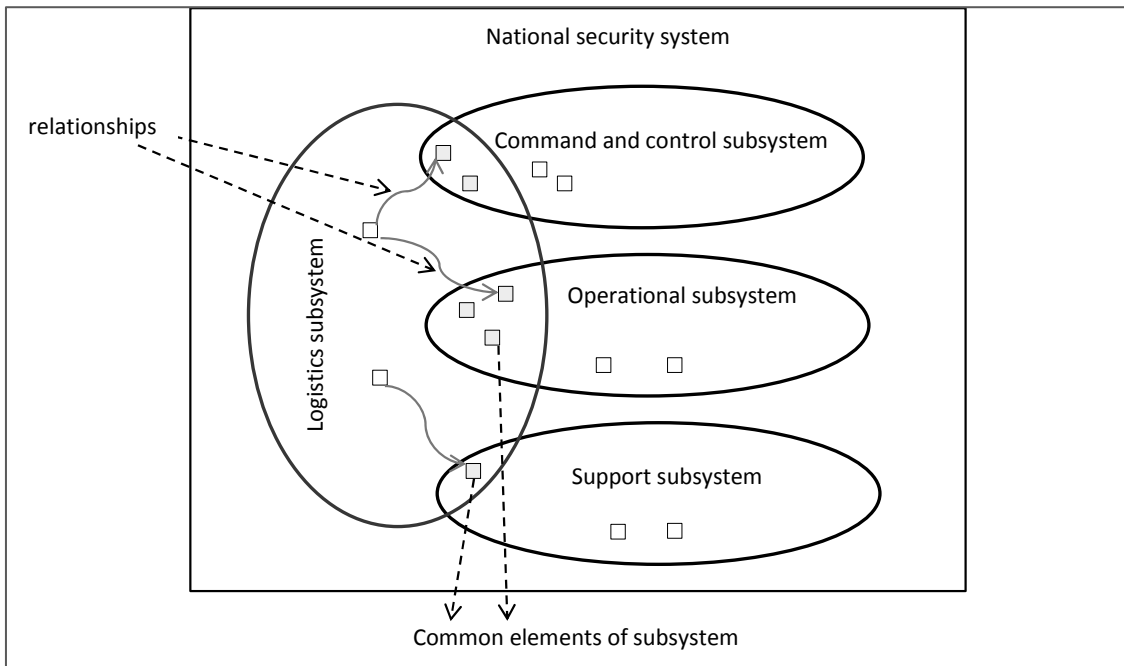 National security system
relationships
Command and control subsystem
Logistics subsystem
Operational subsystem
Support subsystem
Common elements of subsystem